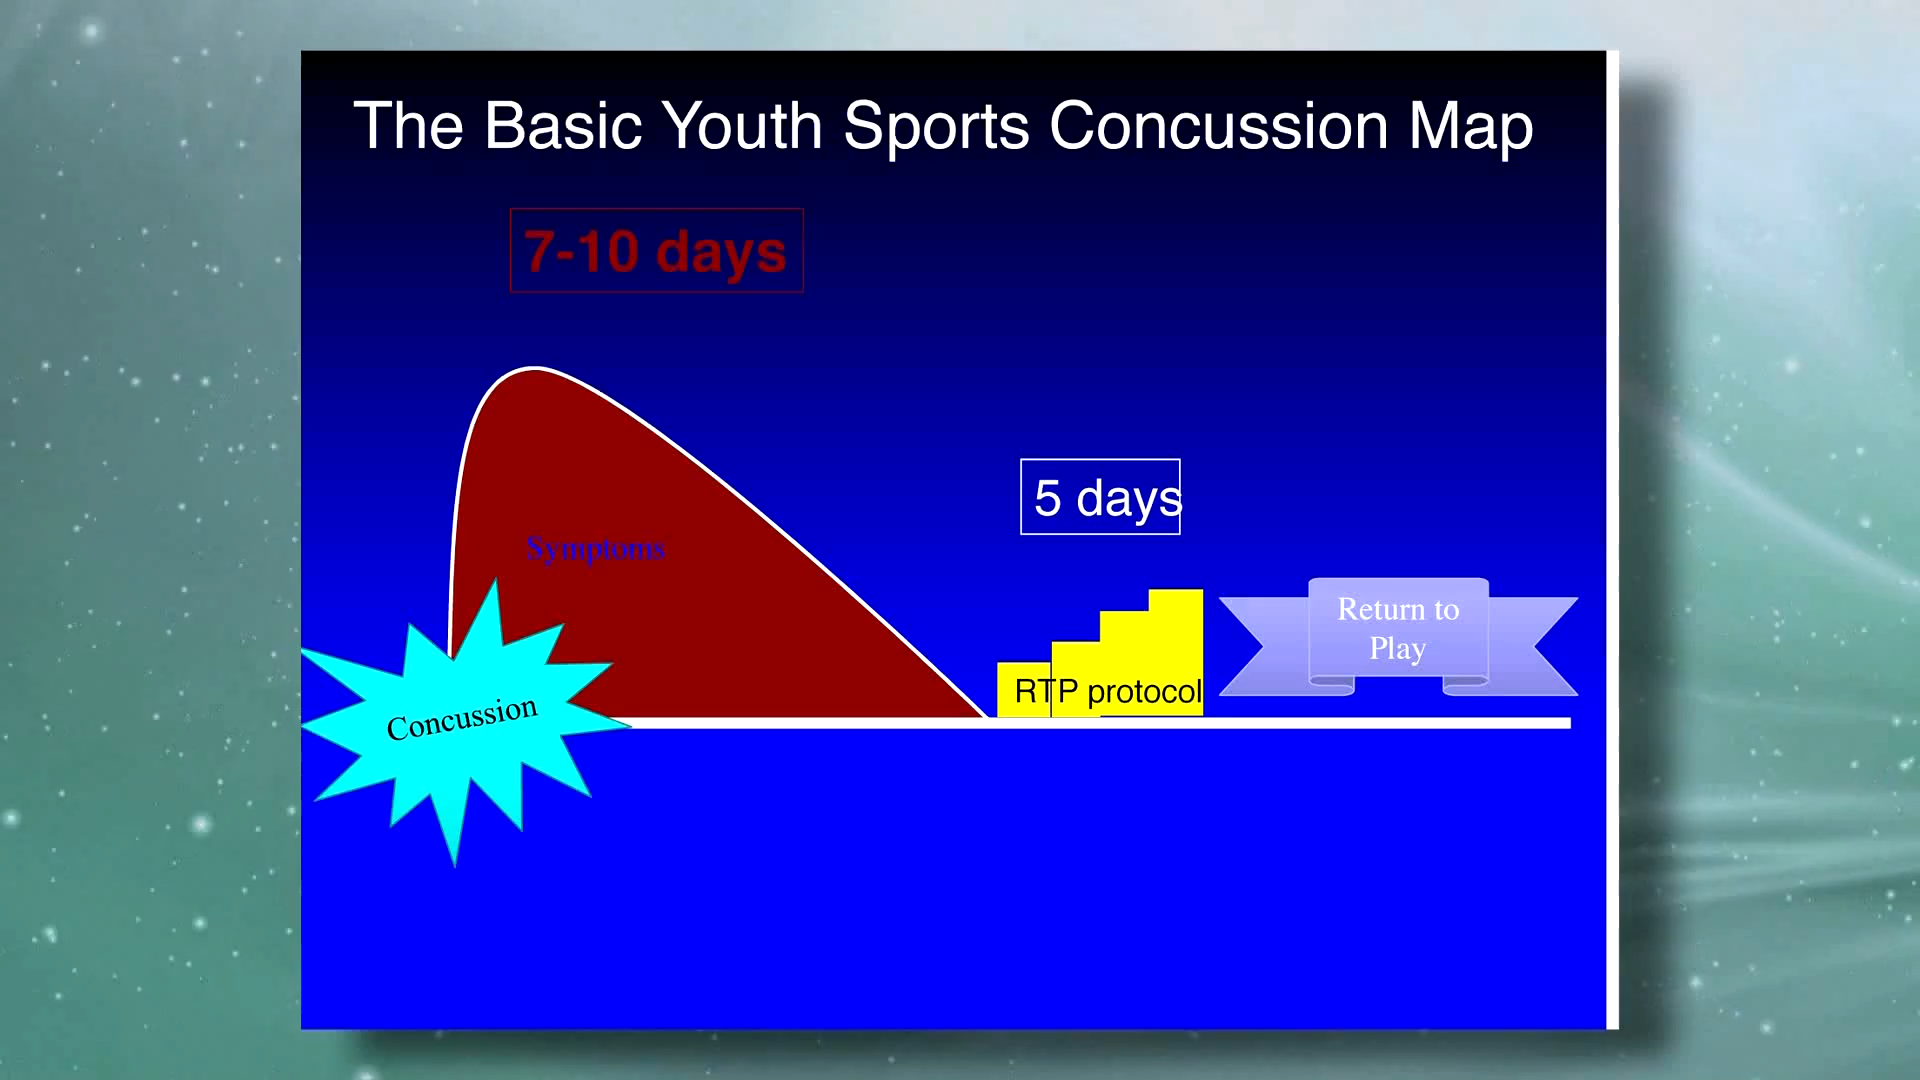 The Basic Youth Sports Concussion Map
7-10 days
5 days
Symptoms
Return to
Play
RTP protocol
Concussion